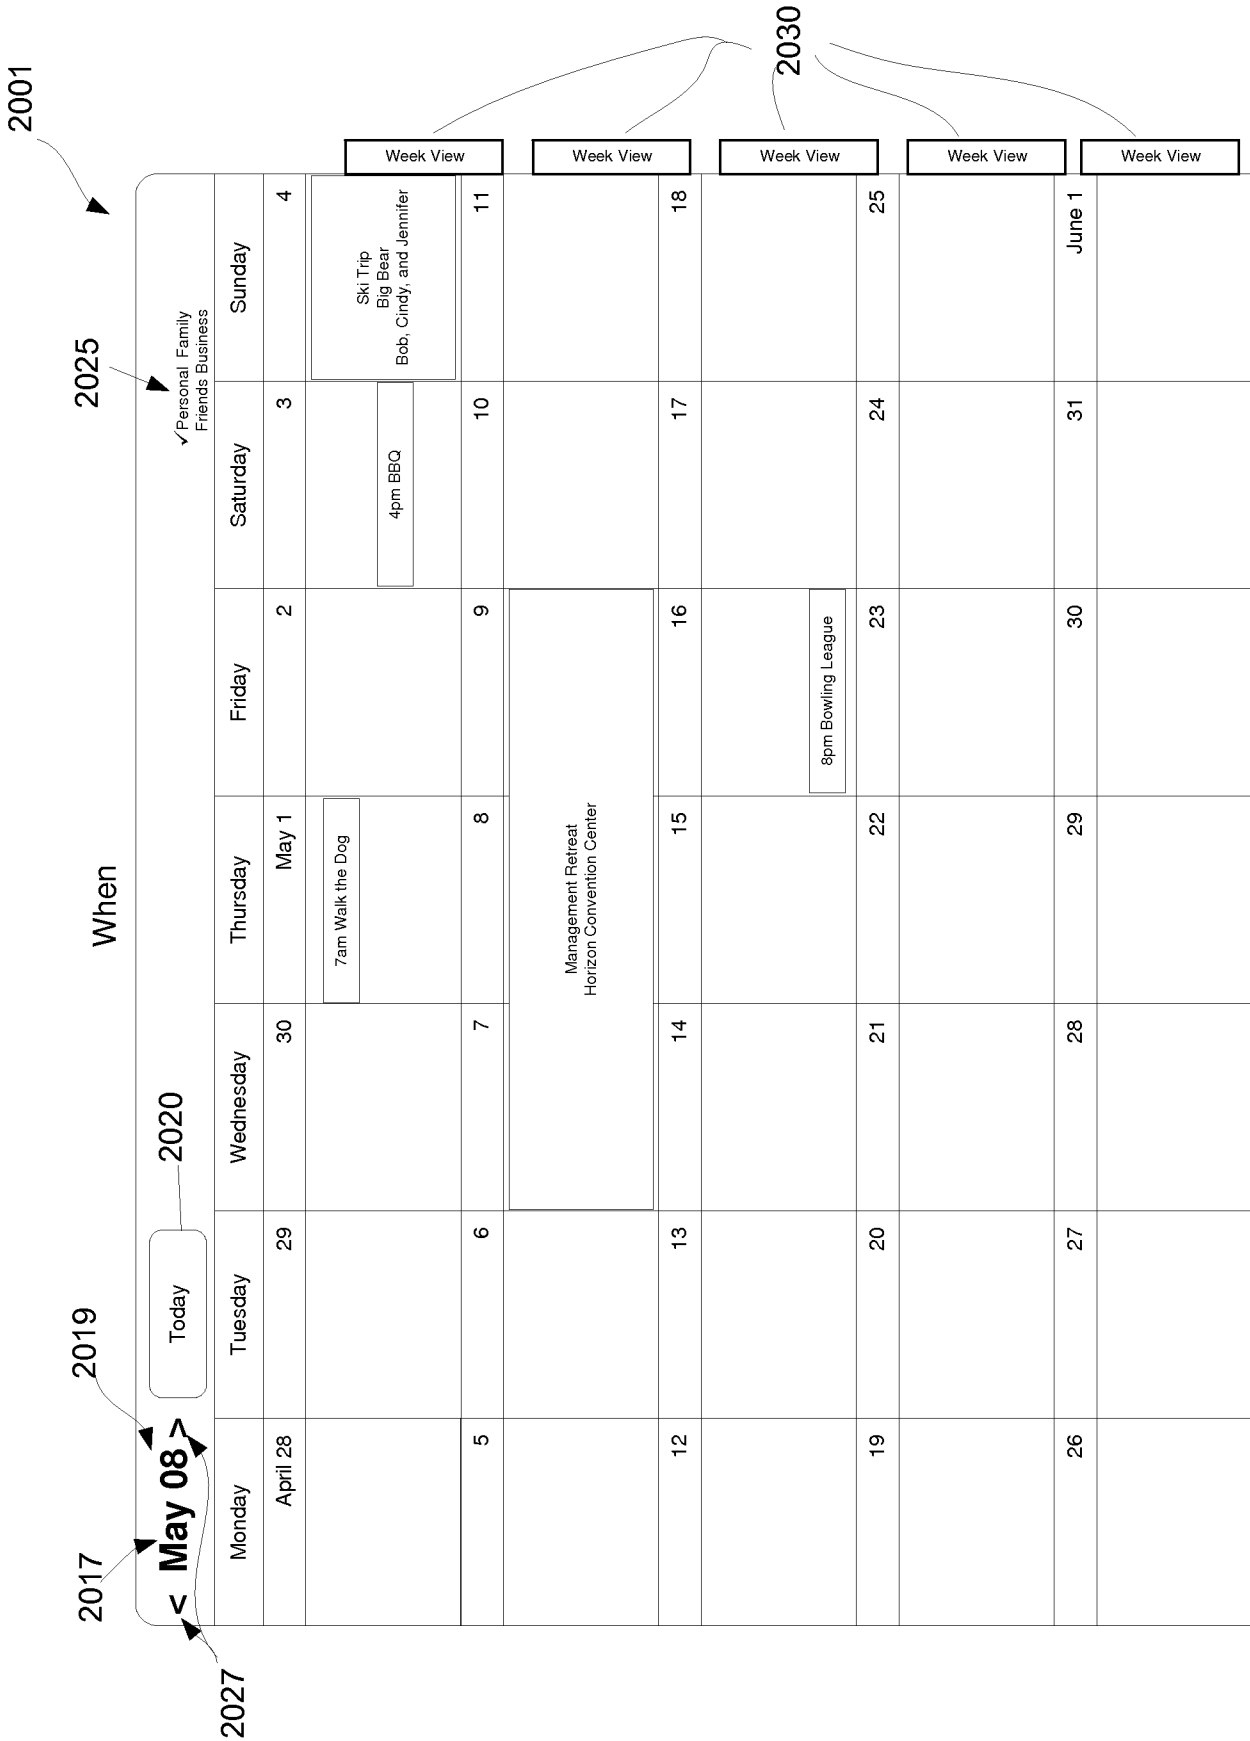 When
2001
2017
2019
2020
2025
2027
< May 08 >
Today
✓Personal Family
Friends Business
Monday Tuesday Wednesday Thursday Friday Saturday Sunday
April 28 29 30 May 1 2 3 4
7am Walk the Dog
4pm BBQ
Ski Trip
Big Bear
Bob, Cindy, and Jennifer
Week View
5 6 7 8 9 10 11
Management Retreat
Horizon Convention Center
Week View
12 13 14 15 16 17 18
8pm Bowling League
Week View
19 20 21 22 23 24 25
Week View
26 27 28 29 30 31 June 1
Week View
2030